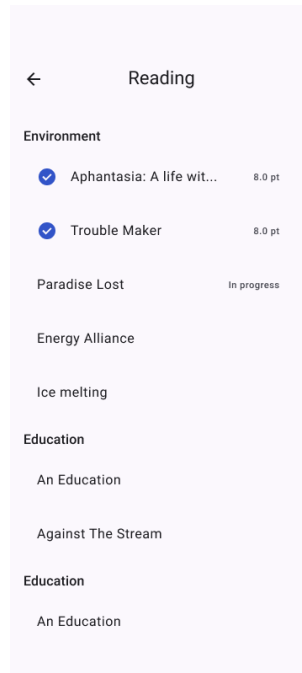 Reading
Environment
Aphantasia: A life wit... 8.0 pt
Trouble Maker 8.0 pt
Paradise Lost In progress
Energy Alliance
Ice melting
Education
An Education
Against The Stream
Education
An Education